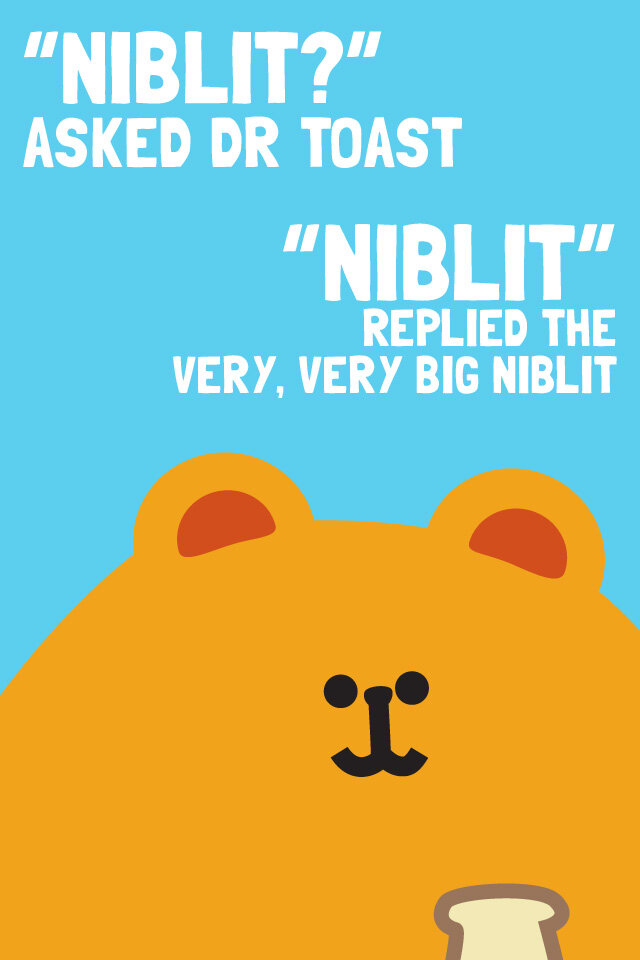 "NIBLIT?"
ASKED DR TOAST
"NIBLIT"
REPLIED THE
VERY, VERY BIG NIBLIT